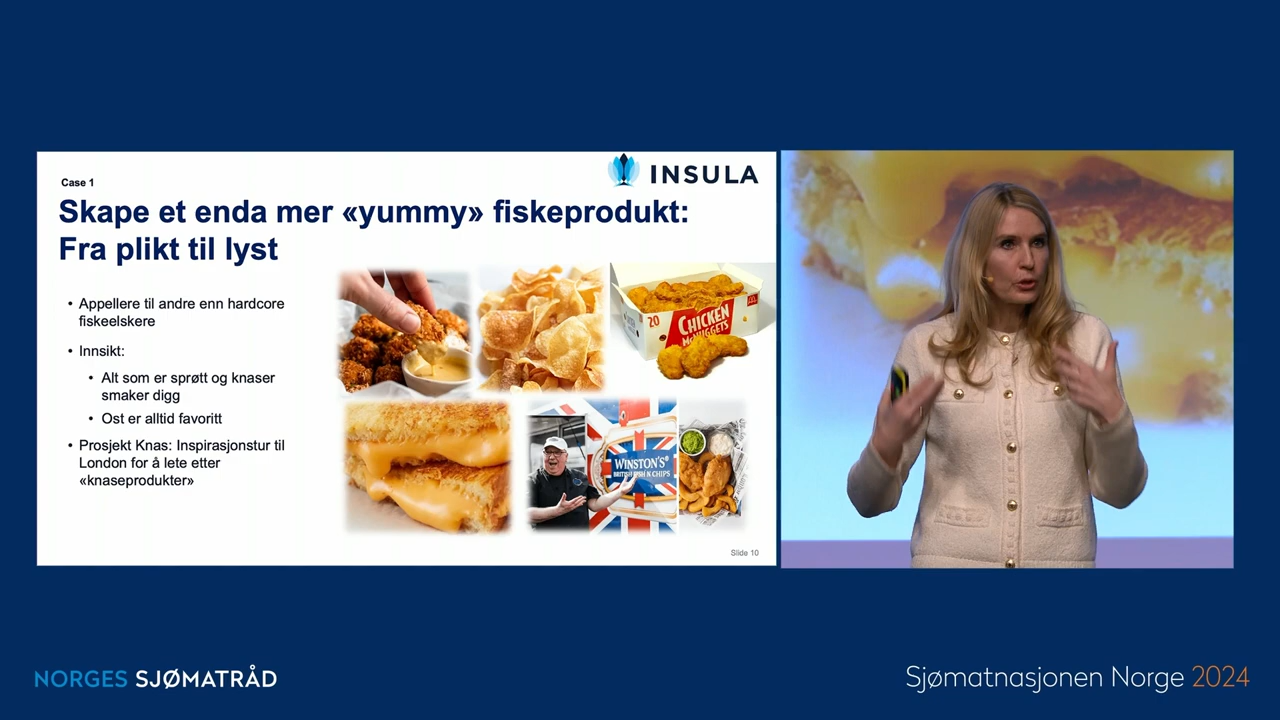 INSULA
Case 1
Skape et enda mer «yummy» fiskeprodukt:
Fra plikt til lyst
• Appellere til andre enn hardcore
fiskeelskere
• Innsikt:
• Alt som er sprøtt og knaser
smaker digg
• Ost er alltid favoritt
• Prosjekt Knas: Inspirasjonstur til
London for å lete etter
«knaseprodukter»
20
CHICKEN
McNUGGETS
WINSTON'S
BRITISH FISH N CHIPS
Slide 10
NORGES SJØMATRÅD
Sjømatnasjonen Norge 2024